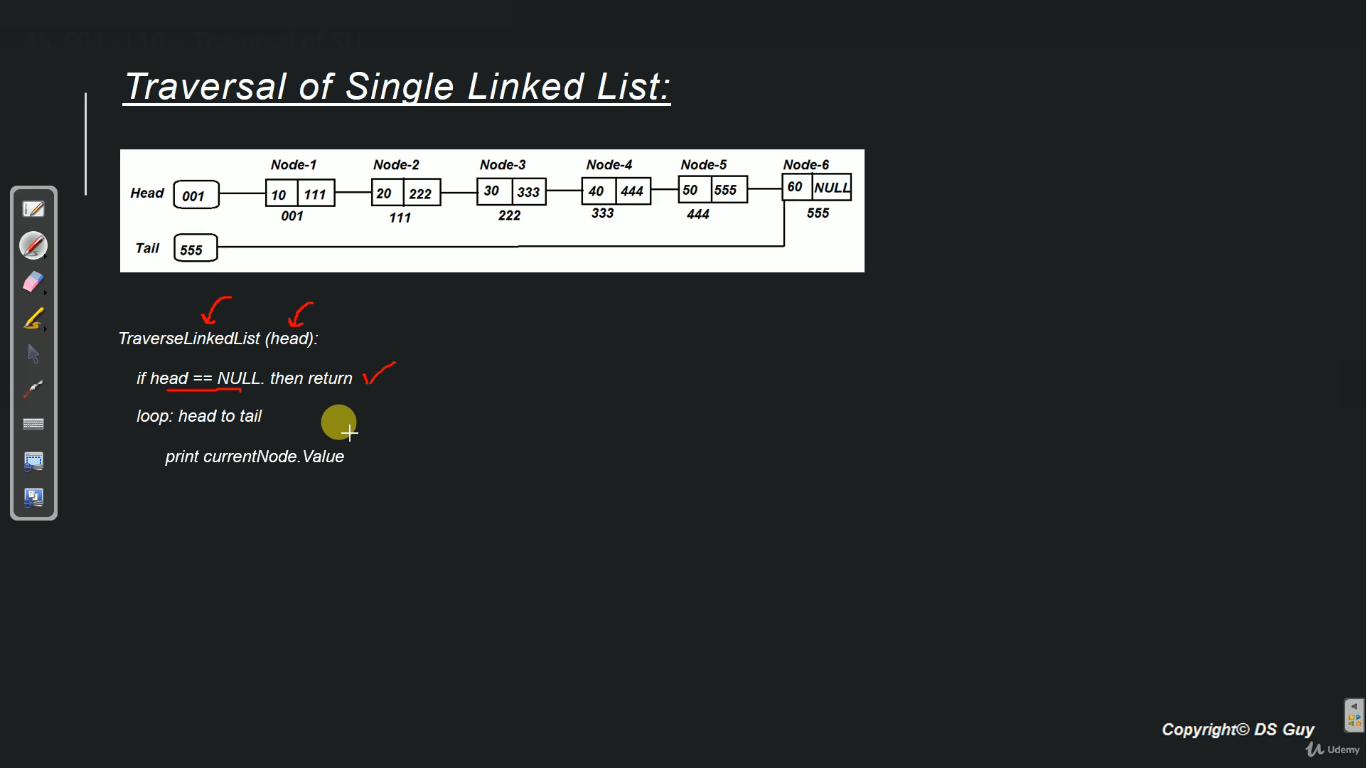 Traversal of Single Linked List:
Node-1 Node-2 Node-3 Node-4 Node-5 Node-6
Head 001 10 111 20 222 30 333 40 444 50 555 60 NULL
001 111 222 333 444 555
Tail 555
TraverseLinkedList (head):
if head == NULL. then return
loop: head to tail
print currentNode.Value
Copyright© DS Guy
Udemy